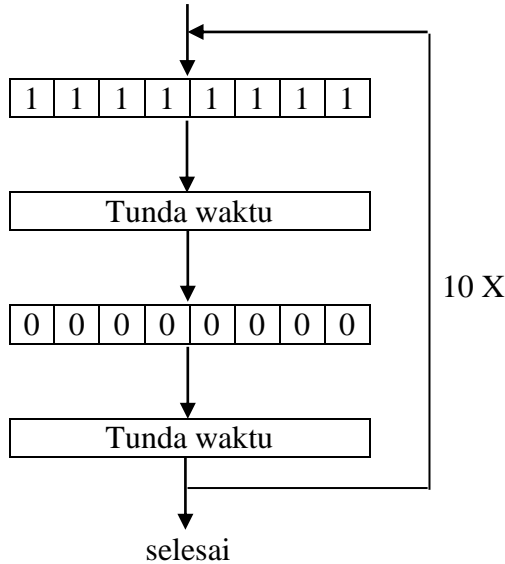 1 1 1 1 1 1 1 1
Tunda waktu
10 X
0 0 0 0 0 0 0 0
Tunda waktu
selesai